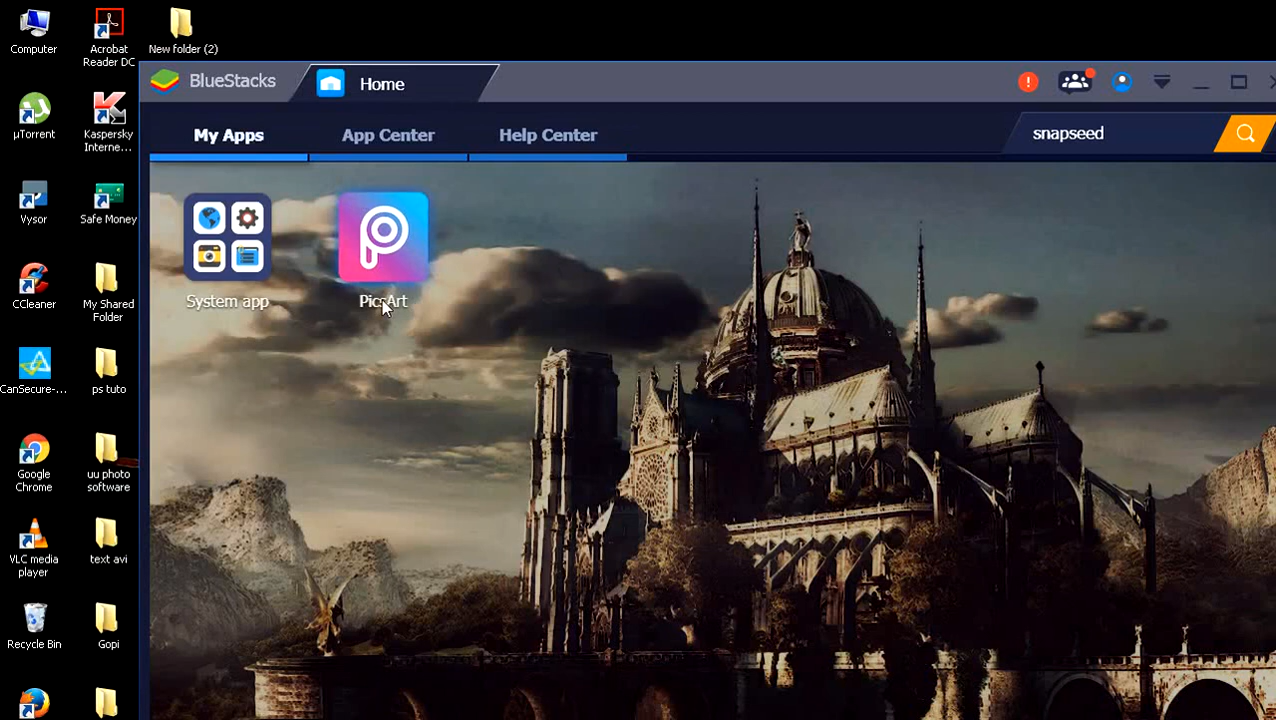 Computer
Acrobat
Reader DC
New folder (2)
µTorrent
Kaspersky
Interne...
Vysor
Safe Money
CCleaner
My Shared
Folder
CanSecure-...
ps tuto
Google
Chrome
uu photo
software
VLC media
player
text avi
Recycle Bin
Gopi
BlueStacks
Home
My Apps
App Center
Help Center
snapseed
System app
PicsArt